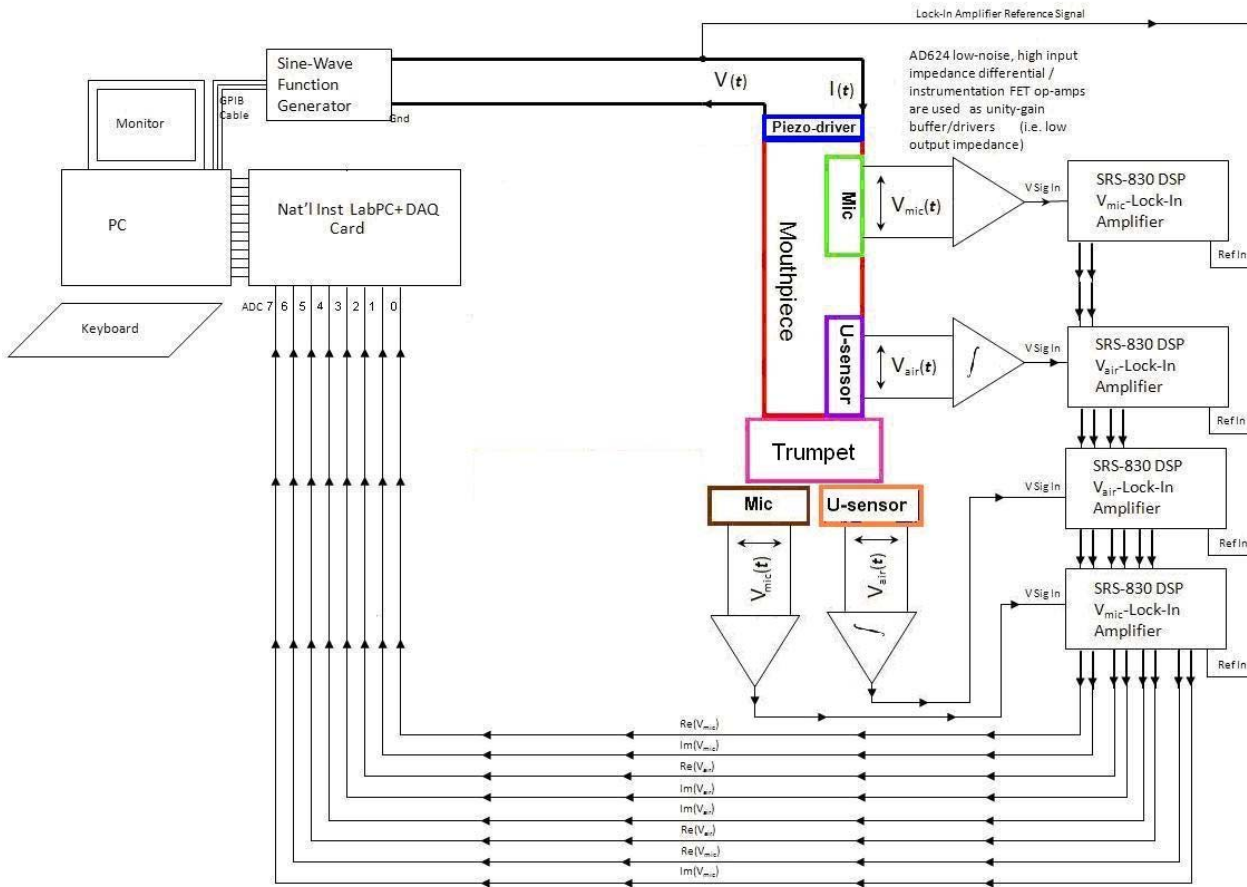 Lock-In Amplifier Reference Signal
Sine-Wave
Function
Generator
V(t)
I(t)
AD624 low-noise, high input
impedance differential /
instrumentation FET op-amps
are used as unity-gain
buffer/drivers (i.e. low
output impedance)
Monitor
GPIB
Cable
Gnd
Piezo-driver
PC
Nat'l Inst LabPC+ DAQ
Card
Mouthpiece
Mic
Vmic(t)
V Sig In
SRS-830 DSP
Vmic-Lock-In
Amplifier
Ref In
ADC 7 6 5 4 3 2 1 0
Keyboard
U-sensor
Vair(t)
∫
V Sig In
SRS-830 DSP
Vair-Lock-In
Amplifier
Ref In
Trumpet
Mic
U-sensor
V Sig In
SRS-830 DSP
Vair-Lock-In
Amplifier
Ref In
Vmic(t)
Vair(t)
∫
V Sig In
SRS-830 DSP
Vmic-Lock-In
Amplifier
Ref In
Re(Vmic)
Im(Vmic)
Re(Vair)
Im(Vair)
Im(Vair)
Re(Vair)
Re(Vmic)
Im(Vmic)